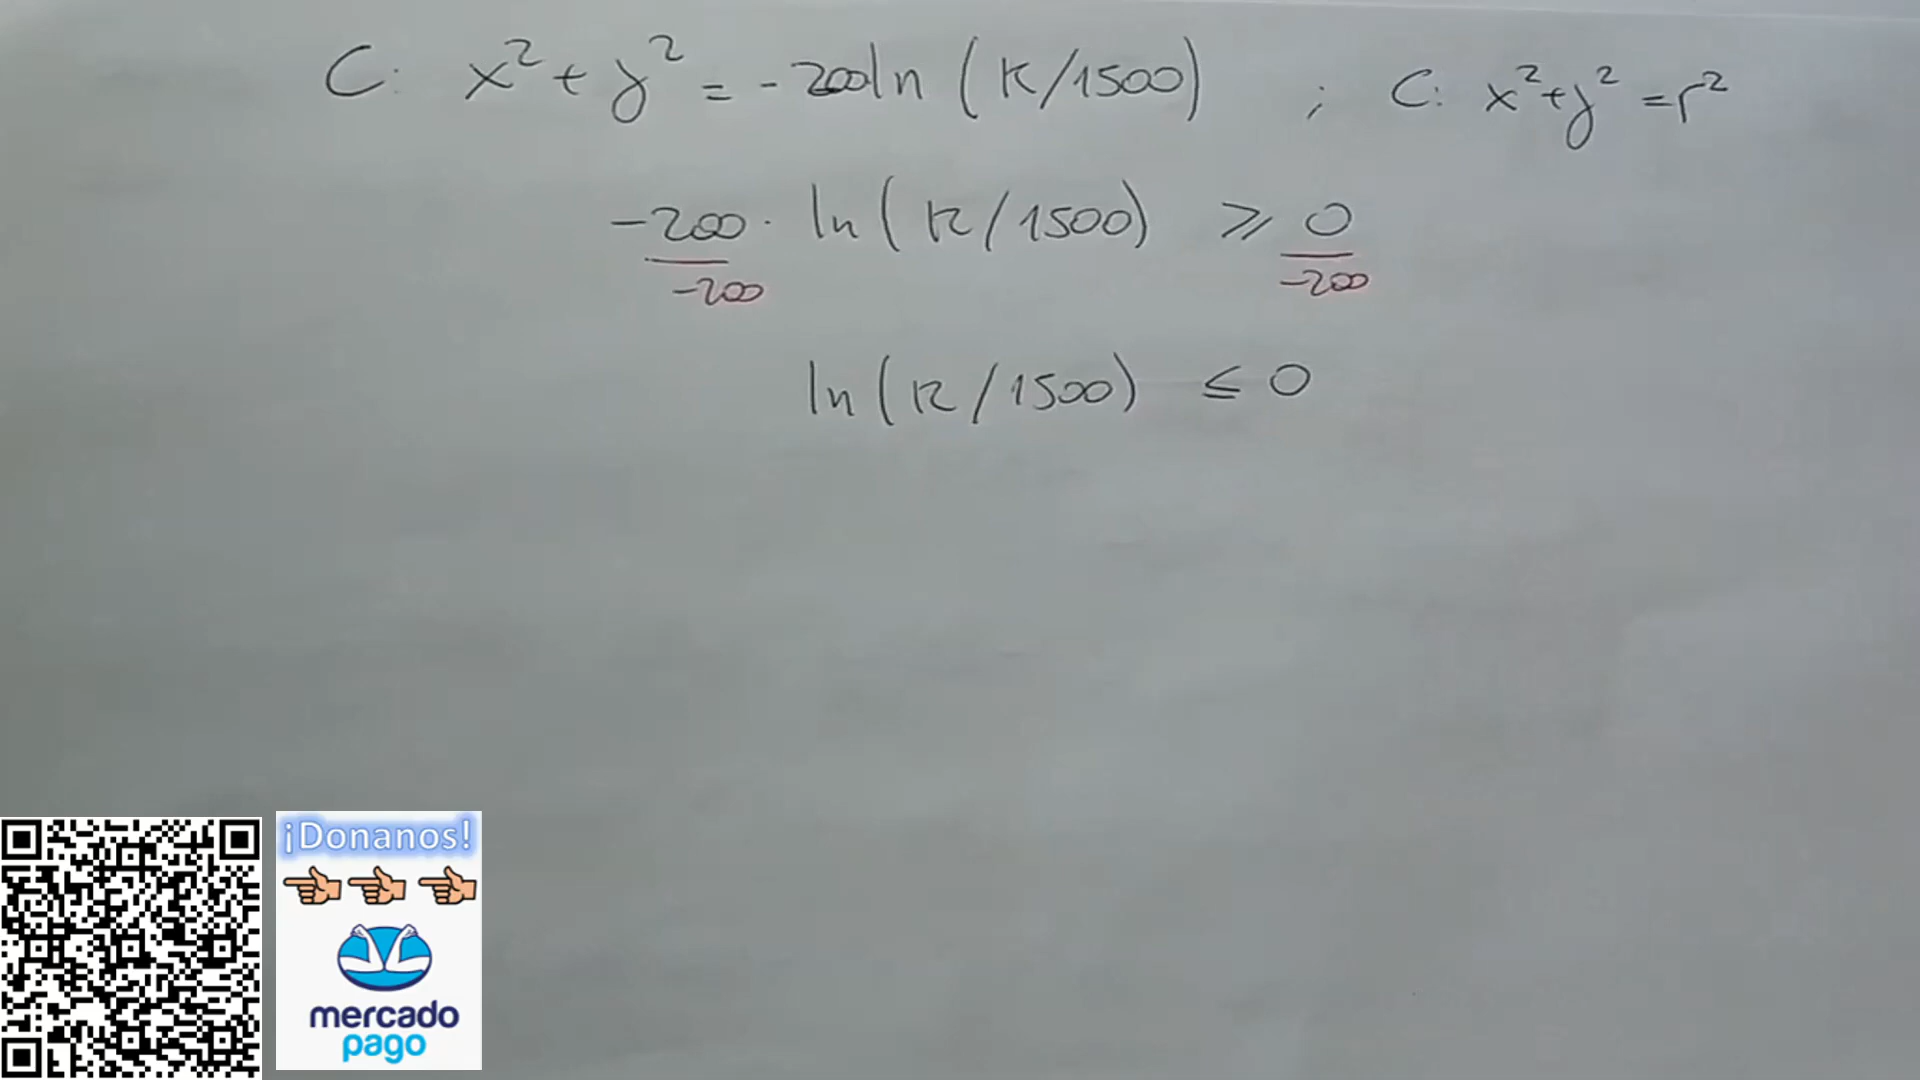 C: x² + y² = -200ln (K/1500) ; C: x²+y² =r²
-200 · ln(K/1500) ≥ 0
-200 -200
ln(K/1500) ≤ 0
¡Donanos!
mercado
pago